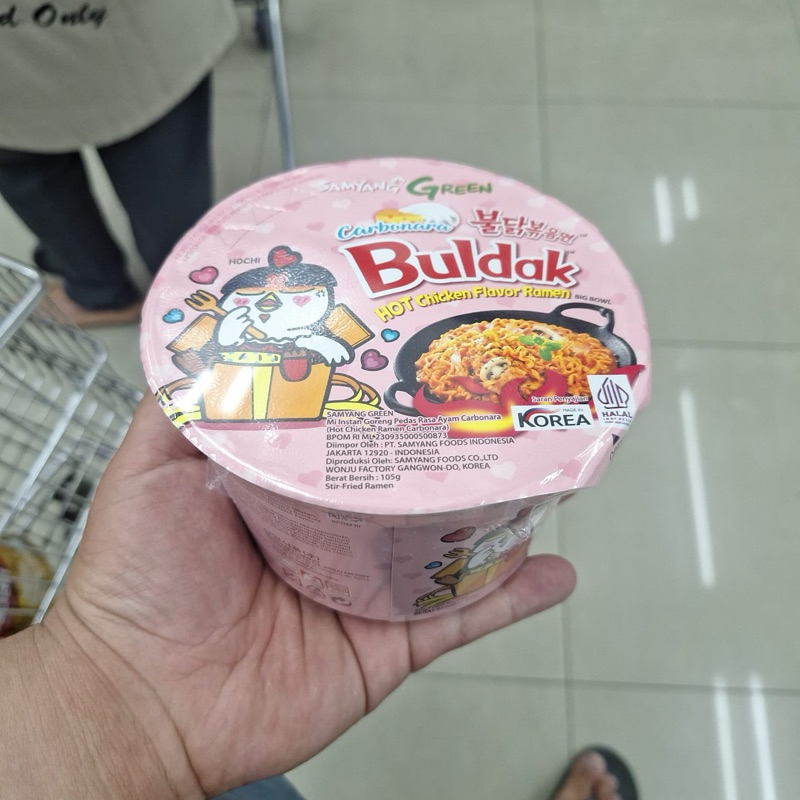 d Only
SAMYANG GREEN
Carbonara 불닭볶음면
HOCHI
Buldak™
HOT Chicken Flavor Ramen BIG BOWL
Saran Penyajian
MADE IN
KOREA
HALAL
INDONESIA
SAMYANG GREEN
Mi Instan Goreng Pedas Rasa Ayam Carbonara
(Hot Chicken Ramen Carbonara)
BPOM RI ML 230935000500873
Diimpor Oleh : PT. SAMYANG FOODS INDONESIA
JAKARTA 12920 - INDONESIA
Diproduksi Oleh: SAMYANG FOODS CO.,LTD
WONJU FACTORY GANGWON-DO, KOREA
Berat Bersih : 105g
Stir-Fried Ramen